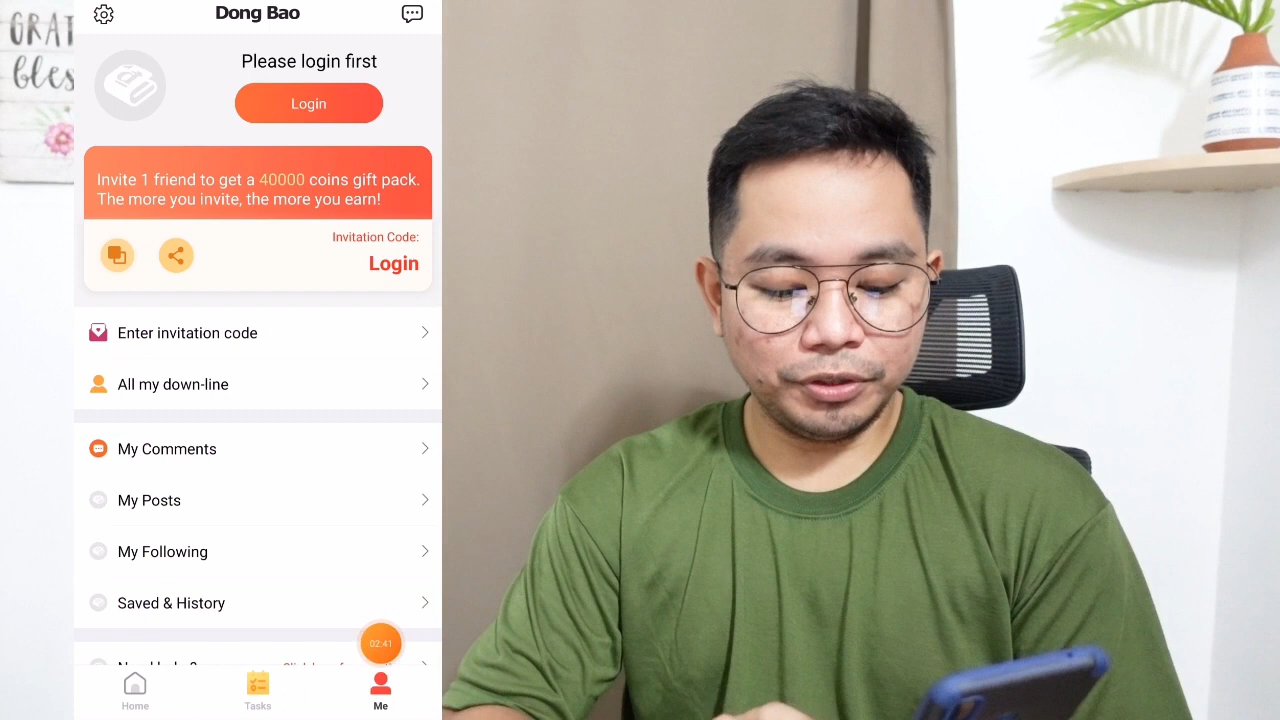 Dong Bao
Please login first
Login
Invite 1 friend to get a 40000 coins gift pack.
The more you invite, the more you earn!
Invitation Code:
Login
Enter invitation code
All my down-line
My Comments
My Posts
My Following
Saved & History
02:41
Home
Tasks
Me